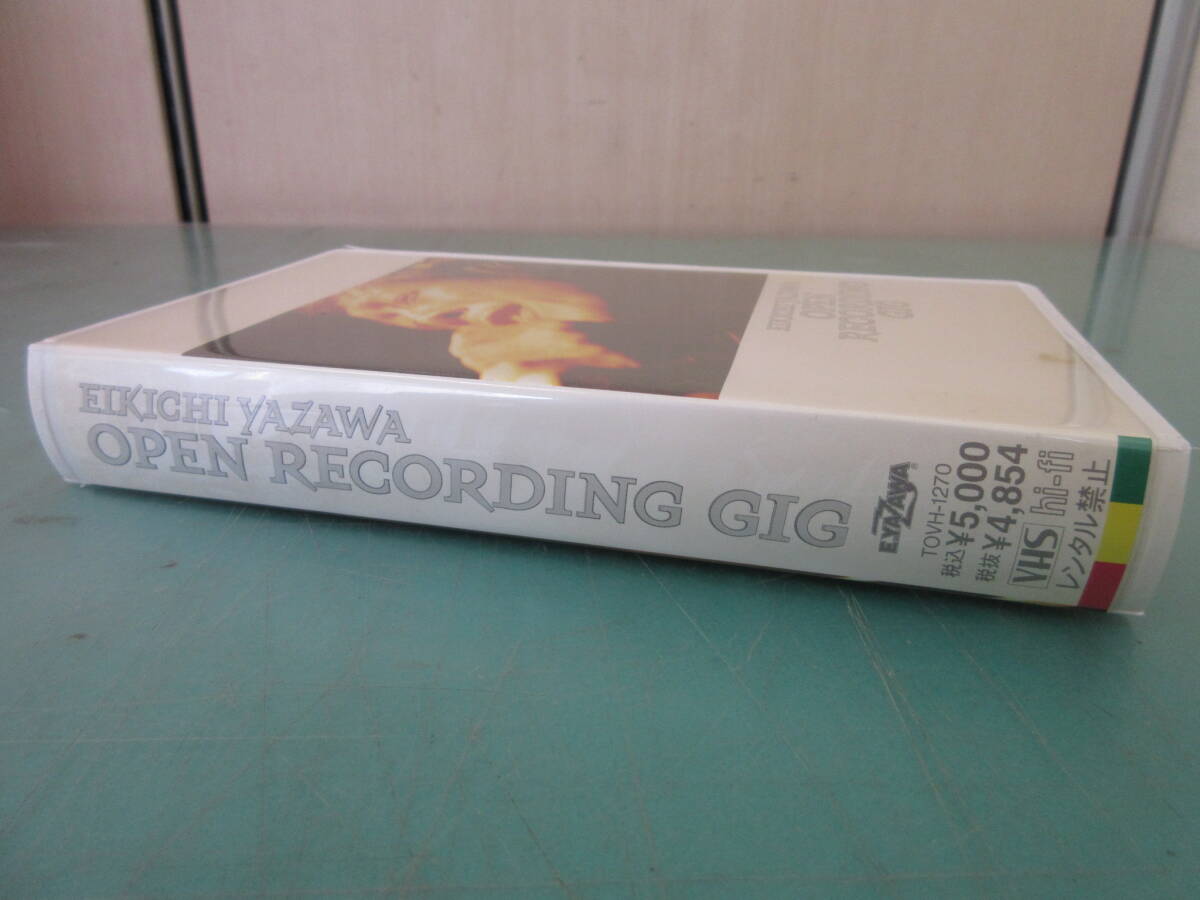 EIKICHI YAZAWA
OPEN RECORDING GIG
E.YAZAWA
TOVH-1270
税込¥5,000
税抜¥4,854
VHS hi-fi
レンタル禁止
EIKICHI YAZAWA
OPEN
RECORDING
GIG